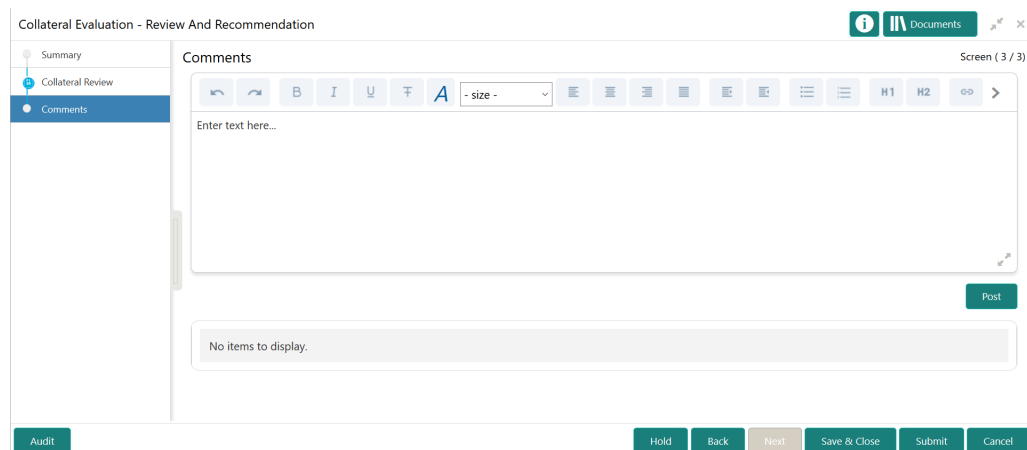 Collateral Evaluation - Review And Recommendation
i
Documents
Summary
Collateral Review
Comments
Comments
Screen ( 3 / 3)
B I U T A - size - H1 H2
Enter text here...
Post
No items to display.
Audit Hold Back Next Save & Close Submit Cancel